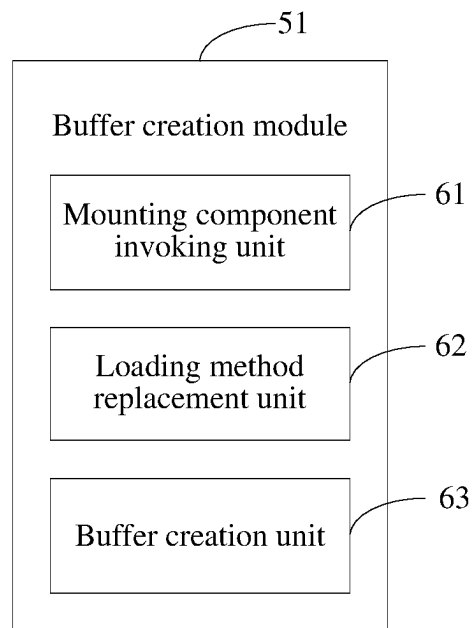 51
Buffer creation module
61
Mounting component
invoking unit
62
Loading method
replacement unit
63
Buffer creation unit